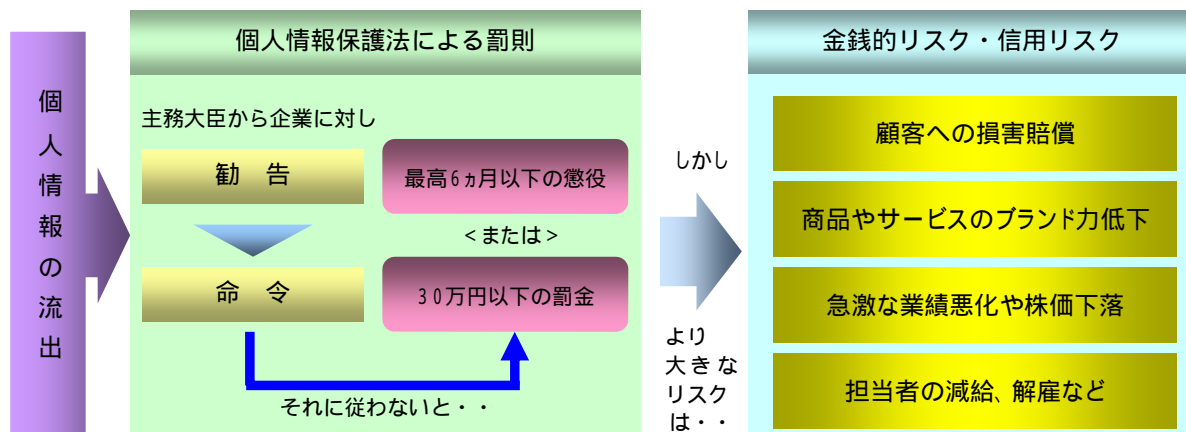 個人情報の流出
個人情報保護法による罰則
主務大臣から企業に対し
勧 告
命 令
最高6ヵ月以下の懲役
<または>
30万円以下の罰金
それに従わないと・・
しかし
より
大きな
リスク
は・・
金銭的リスク・信用リスク
顧客への損害賠償
商品やサービスのブランド力低下
急激な業績悪化や株価下落
担当者の減給、解雇など